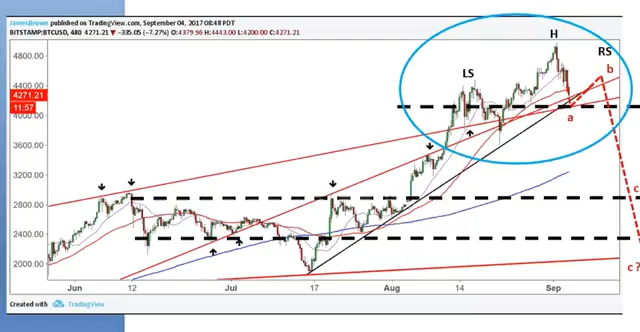 JamesBrown published on TradingView.com, September 04, 2017 08:48 PDT
BITSTAMP:BTCUSD, 480 4271.21 ▼ -335.05 (-7.27%) O:4379.96 H:4443.00 L:4200.00 C:4271.21
4800.00
4400.00
4271.21
11:57
4000.00
3600.00
3200.00
2800.00
2400.00
2000.00
LS
H
RS
b
a
c
c ?
Jun
12
Jul
17
Aug
14
Sep
Created with TradingView